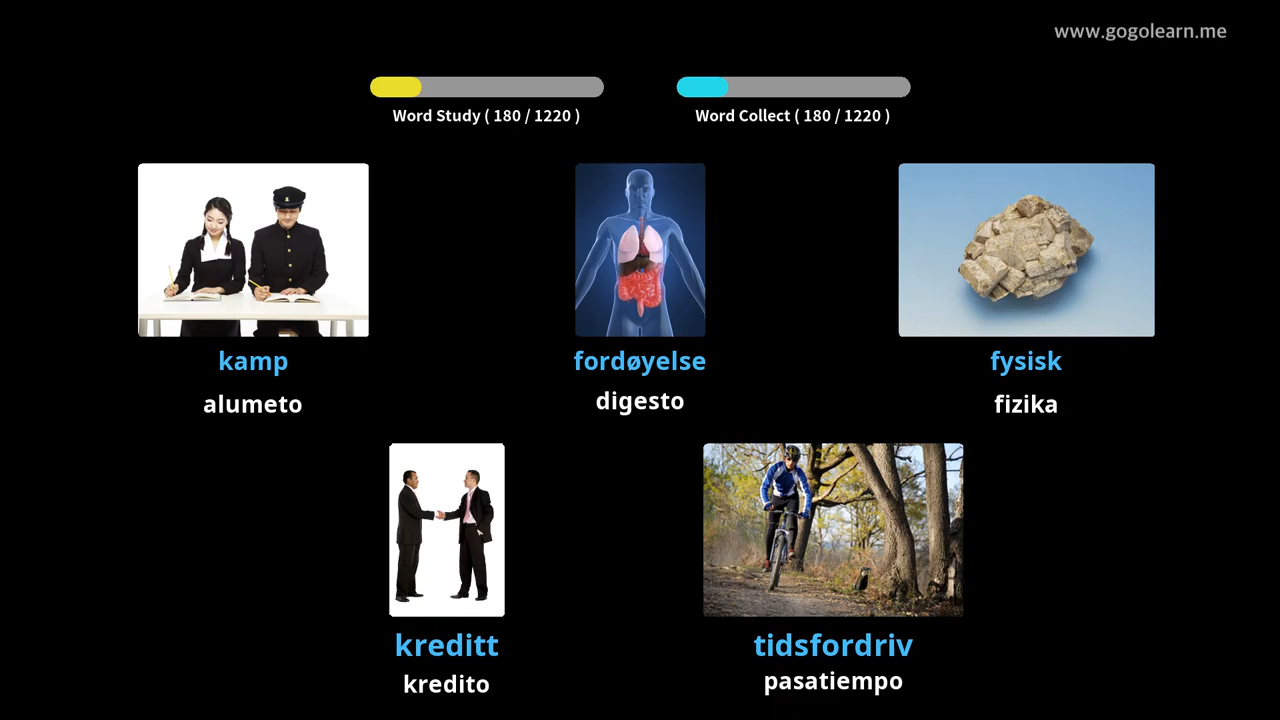 www.gogolearn.me
Word Study ( 180 / 1220 )
Word Collect ( 180 / 1220 )
kamp
alumeto
fordøyelse
digesto
fysisk
fizika
kreditt
kredito
tidsfordriv
pasatiempo